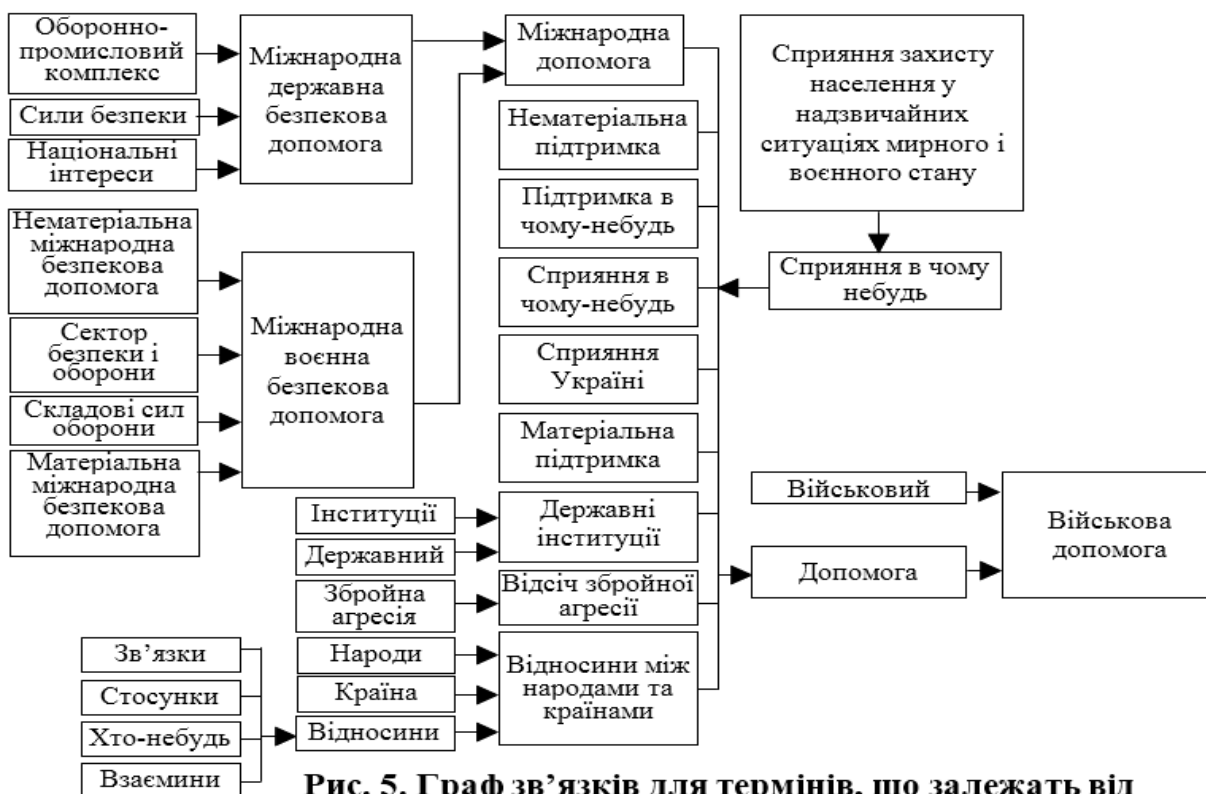 Оборонно-
промисловий
комплекс
Сили безпеки
Національні
інтереси
Міжнародна
державна
безпекова
допомога
Нематеріальна
міжнародна
безпекова
допомога
Сектор
безпеки і
оборони
Складові сил
оборони
Матеріальна
міжнародна
безпекова
допомога
Міжнародна
воєнна
безпекова
допомога
Міжнародна
допомога
Нематеріальна
підтримка
Підтримка в
чому-небудь
Сприяння в
чому-небудь
Сприяння
Україні
Матеріальна
підтримка
Інституції
Державний
Державні
інституції
Збройна
агресія
Відсіч збройної
агресії
Народи
Країна
Відносини
Відносини між
народами та
країнами
Зв’язки
Стосунки
Хто-небудь
Взаємини
Сприяння захисту
населення у
надзвичайних
ситуаціях мирного і
воєнного стану
Сприяння в чому
небудь
Військовий
Допомога
Військова
допомога
Рис. 5. Граф зв’язків для термінів, що залежать від